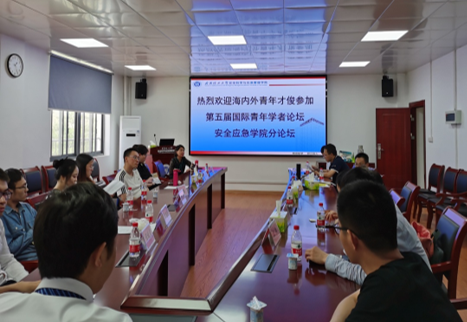 热烈欢迎海内外青年才俊参加
第五届国际青年学者论坛
安全应急学院分论坛